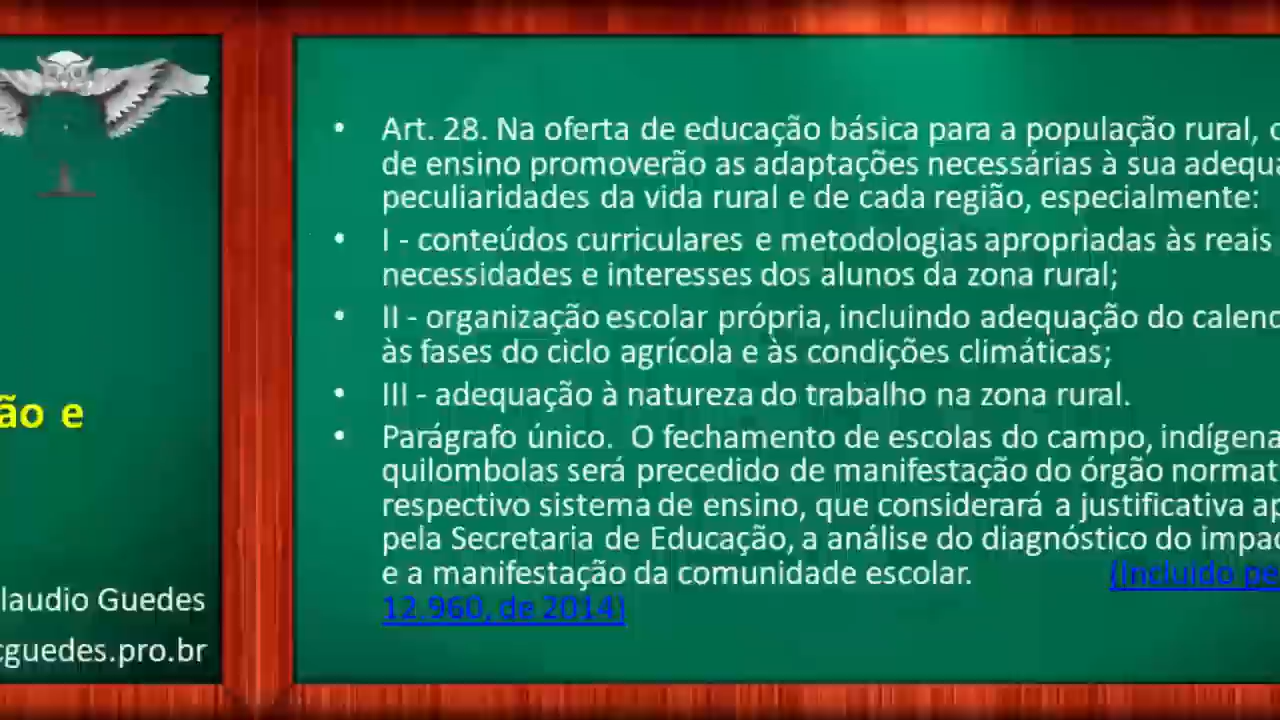 ão e
laudio Guedes
cguedes.pro.br
• Art. 28. Na oferta de educação básica para a população rural,
de ensino promoverão as adaptações necessárias à sua adequa
peculiaridades da vida rural e de cada região, especialmente:
• I - conteúdos curriculares e metodologias apropriadas às reais
necessidades e interesses dos alunos da zona rural;
• II - organização escolar própria, incluindo adequação do calend
às fases do ciclo agrícola e às condições climáticas;
• III - adequação à natureza do trabalho na zona rural.
• Parágrafo único. O fechamento de escolas do campo, indígena
quilombolas será precedido de manifestação do órgão normat
respectivo sistema de ensino, que considerará a justificativa ap
pela Secretaria de Educação, a análise do diagnóstico do impac
e a manifestação da comunidade escolar. (Incluído pe
12.960, de 2014)